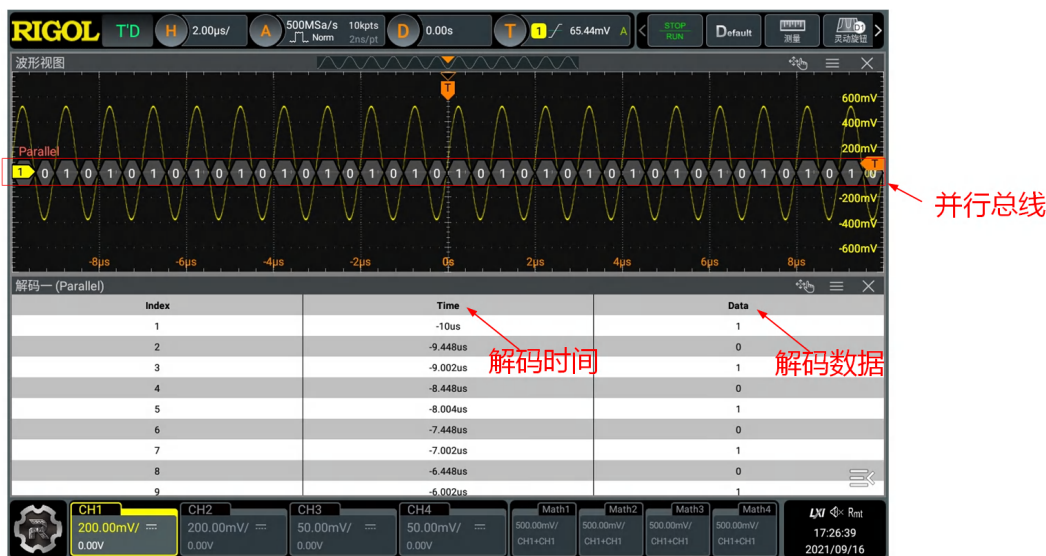 RIGOL T'D H 2.00μs/ A 500MSa/s 10kpts Norm 2ns/pt D 0.00s T 1 65.44mV A STOP RUN Default 测量 灵动旋钮
波形视图
T
600mV
400mV
Parallel 200mV
T
1 0 1 0 1 0 1 0 1 0 1 0 1 0 1 0 1 0 1 0 1 0 1 0 1 0 1 0 1 0 1 0 1 0 1 0 1 0 1 0
并行总线
-200mV
-400mV
-600mV
-8μs -6μs -4μs -2μs 0s 2μs 4μs 6μs 8μs
解码一 (Parallel)
Index Time Data
1 -10us 1
2 -9.448us 0
3 -9.002us 1
解码时间 解码数据
4 -8.448us 0
5 -8.004us 1
6 -7.448us 0
7 -7.002us 1
8 -6.448us 0
9 -6.002us 1
CH1 CH2 CH3 CH4 Math1 Math2 Math3 Math4 LXI Rmt
200.00mV/ 200.00mV/ 50.00mV/ 50.00mV/ 500.00mV/ 500.00mV/ 500.00mV/ 500.00mV/ 17:26:39
0.00V 0.00V 0.00V 0.00V CH1+CH1 CH1+CH1 CH1+CH1 CH1+CH1 2021/09/16